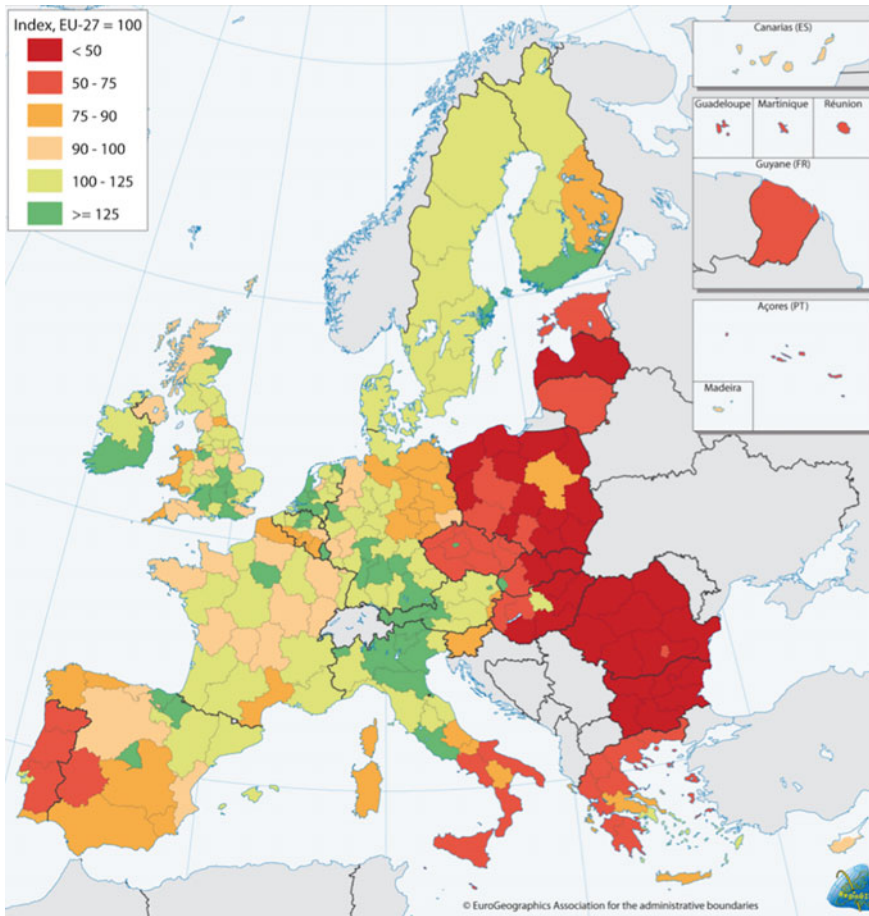 Index, EU-27 = 100
< 50
50 - 75
75 - 90
90 - 100
100 - 125
>= 125
Canarias (ES)
Guadeloupe
Martinique
Réunion
Guyane (FR)
Açores (PT)
Madeira
© EuroGeographics Association for the administrative boundaries